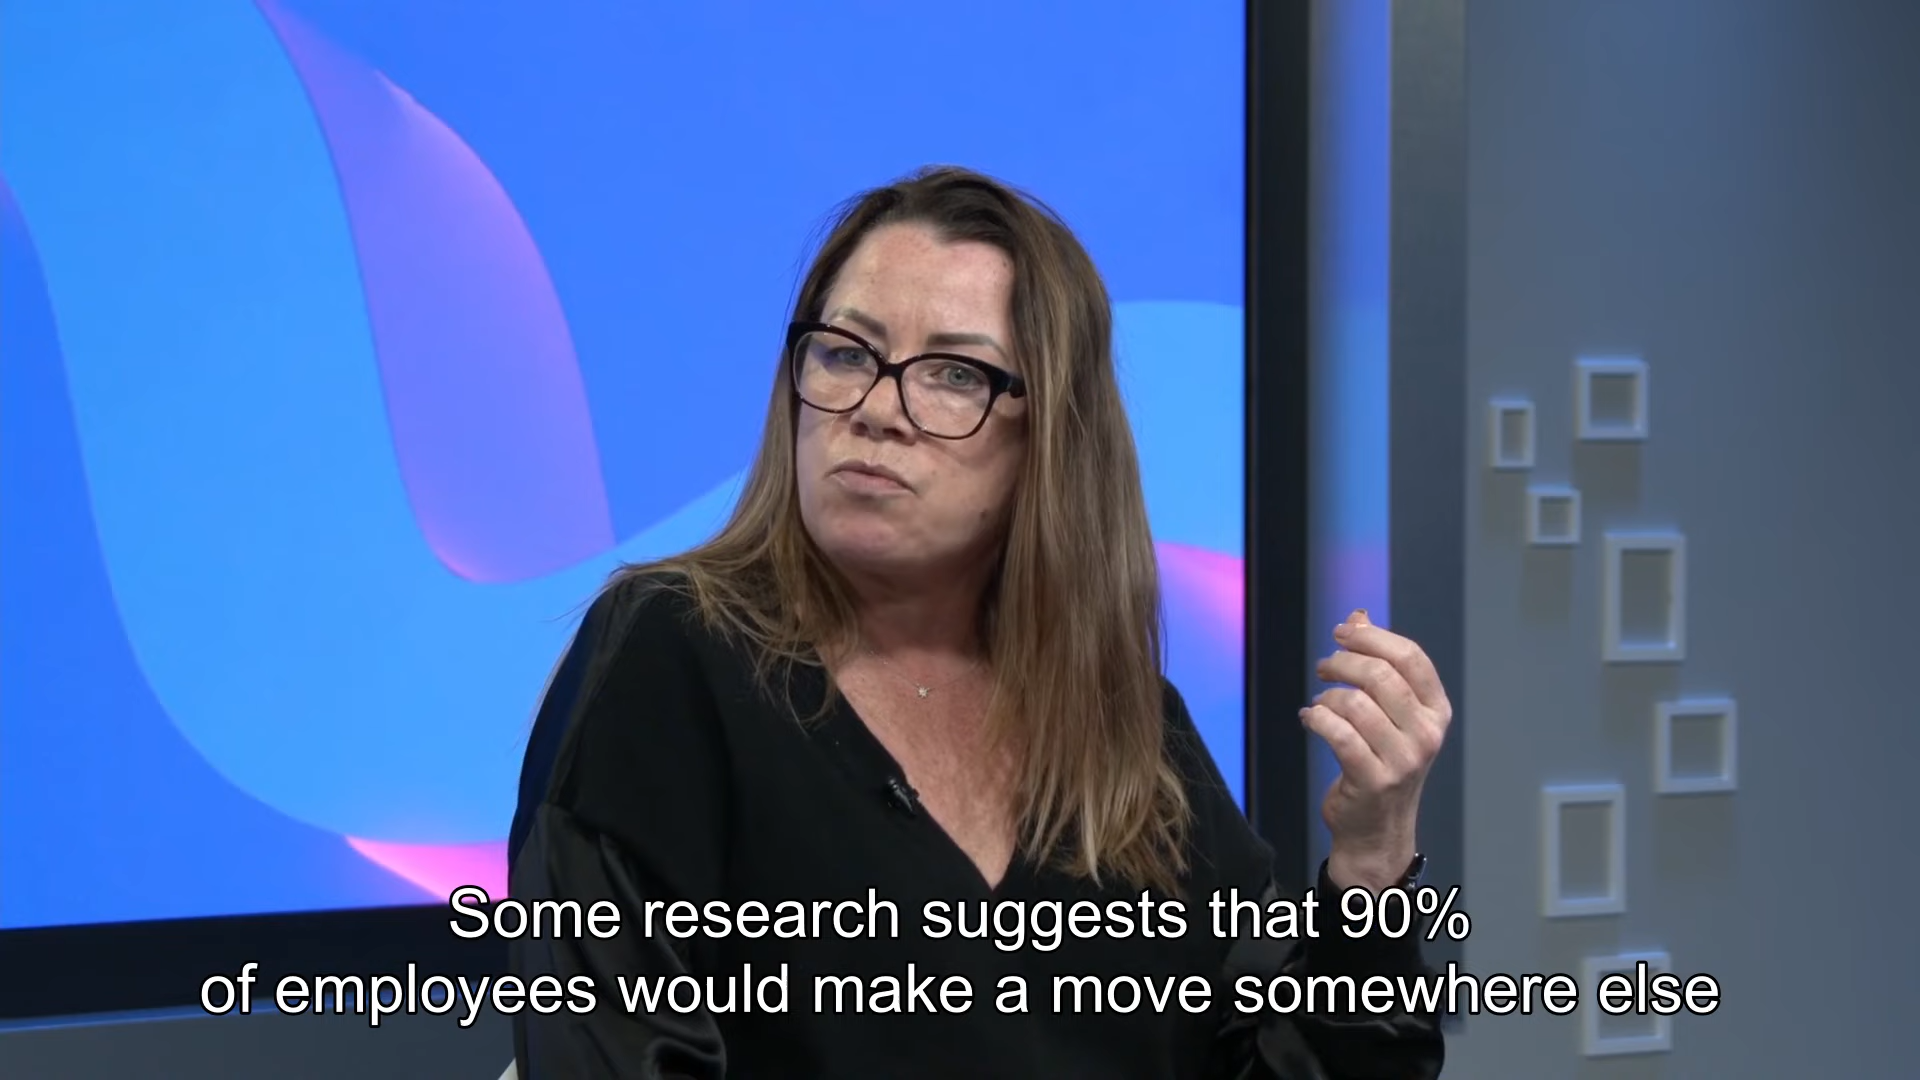 Some research suggests that 90%
of employees would make a move somewhere else